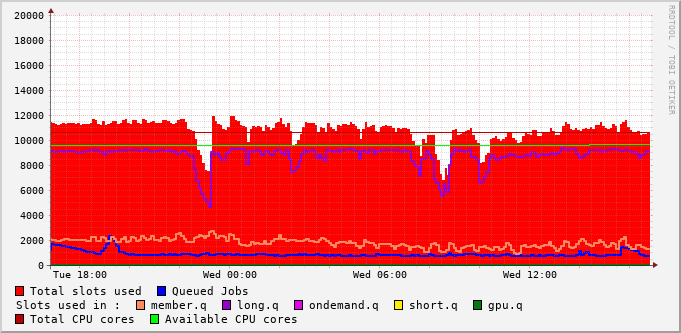 RRDTOOL / TOBI OETIKER
20000
18000
16000
14000
12000
10000
8000
6000
4000
2000
0
Tue 18:00 Wed 00:00 Wed 06:00 Wed 12:00
Total slots used Queued Jobs
Slots used in : member.q long.q ondemand.q short.q gpu.q
Total CPU cores Available CPU cores